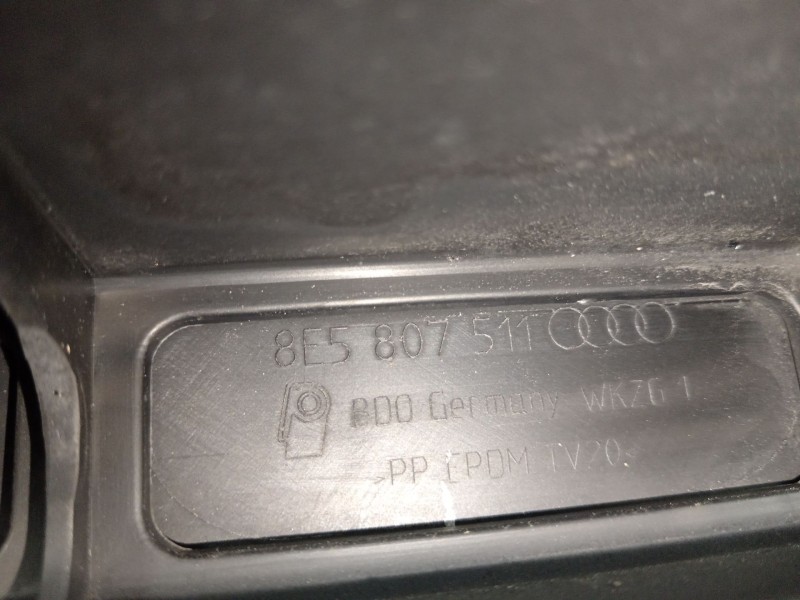 8E5 807 511
BDO Germany WKZG 1
>PP EPDM TV20<